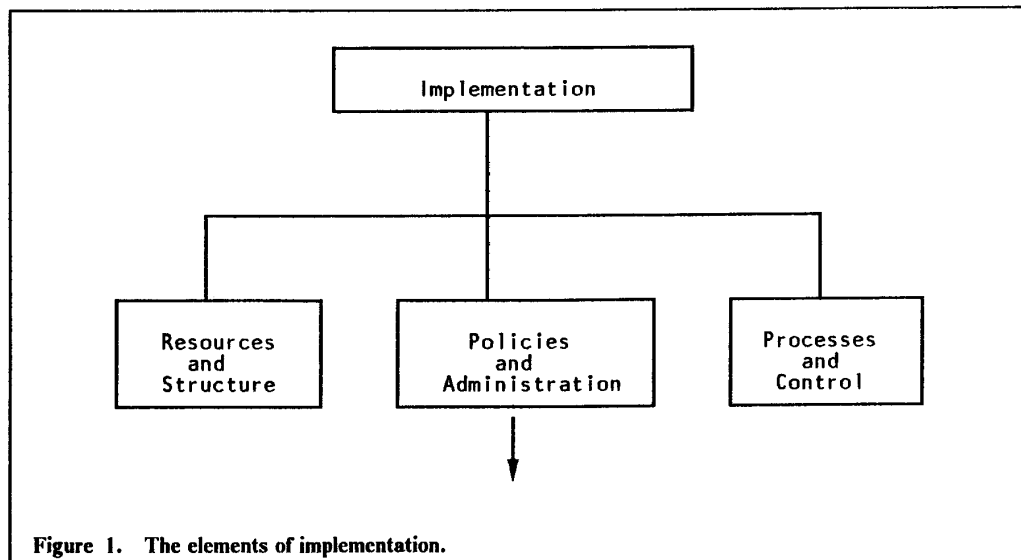 Implementation
Resources
and
Structure
Policies
and
Administration
Processes
and
Control
Figure 1. The elements of implementation.